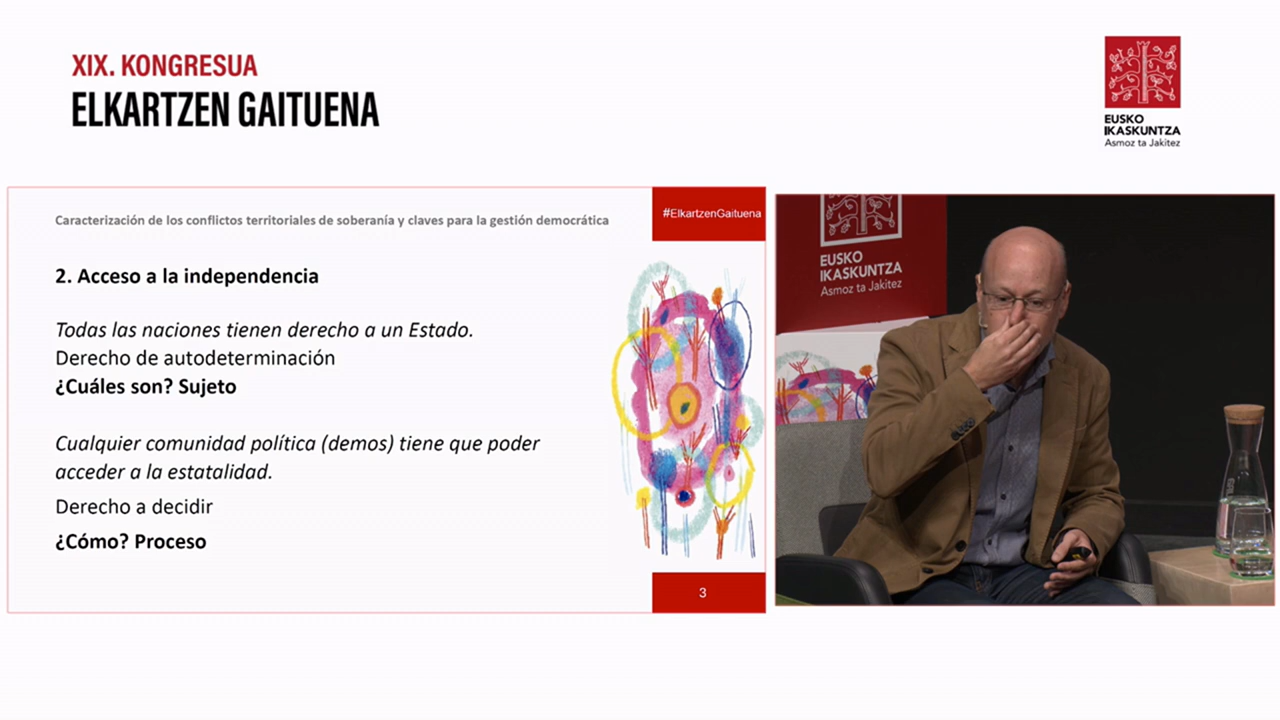 XIX. KONGRESUA
ELKARTZEN GAITUENA
EUSKO
IKASKUNTZA
Asmoz ta Jakitez
Caracterización de los conflictos territoriales de soberanía y claves para la gestión democrática
#ElkartzenGaituena
2. Acceso a la independencia
Todas las naciones tienen derecho a un Estado.
Derecho de autodeterminación
¿Cuáles son? Sujeto
Cualquier comunidad política (demos) tiene que poder
acceder a la estatalidad.
Derecho a decidir
¿Cómo? Proceso
3
EUSKO
IKASKUNTZA
Asmoz ta Jakitez